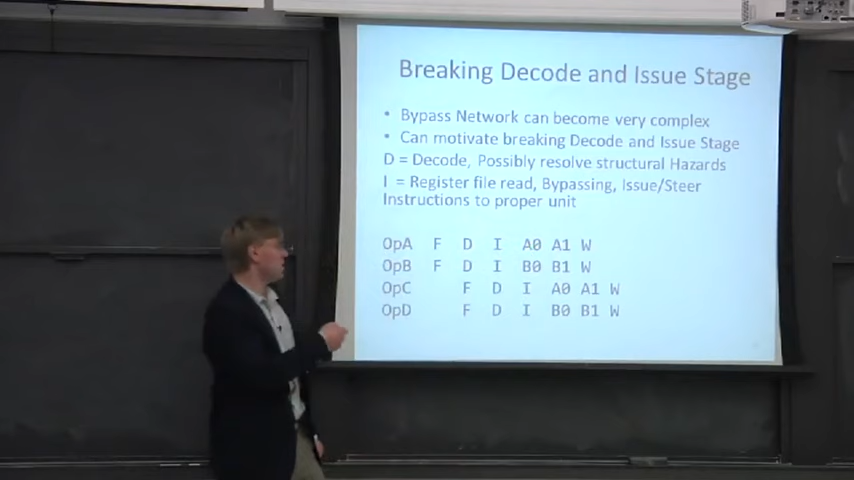 Breaking Decode and Issue Stage
• Bypass Network can become very complex
• Can motivate breaking Decode and Issue Stage
D = Decode, Possibly resolve structural Hazards
I = Register file read, Bypassing, Issue/Steer
Instructions to proper unit
OpA F D I A0 A1 W
OpB F D I B0 B1 W
OpC F D I A0 A1 W
OpD F D I B0 B1 W